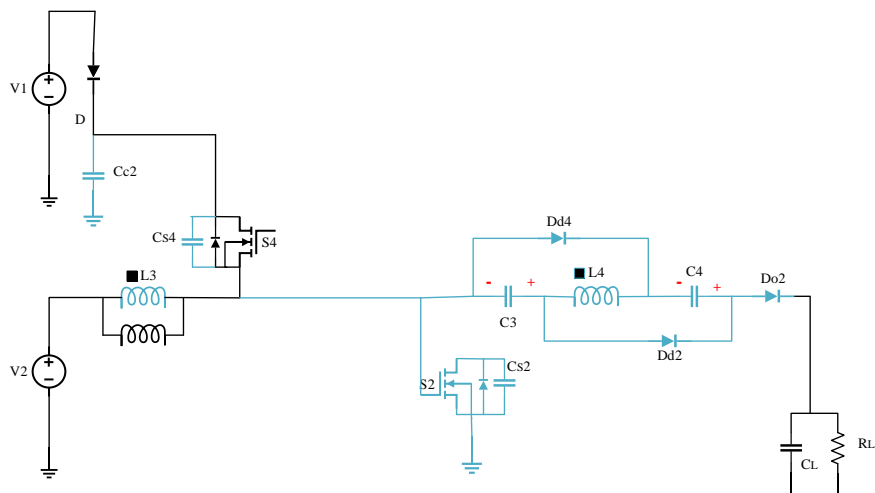 V1
D
Cc2
Cs4
S4
Dd4
L3
L4
C4
Do2
- + - +
C3
Dd2
V2
S2
Cs2
CL
RL